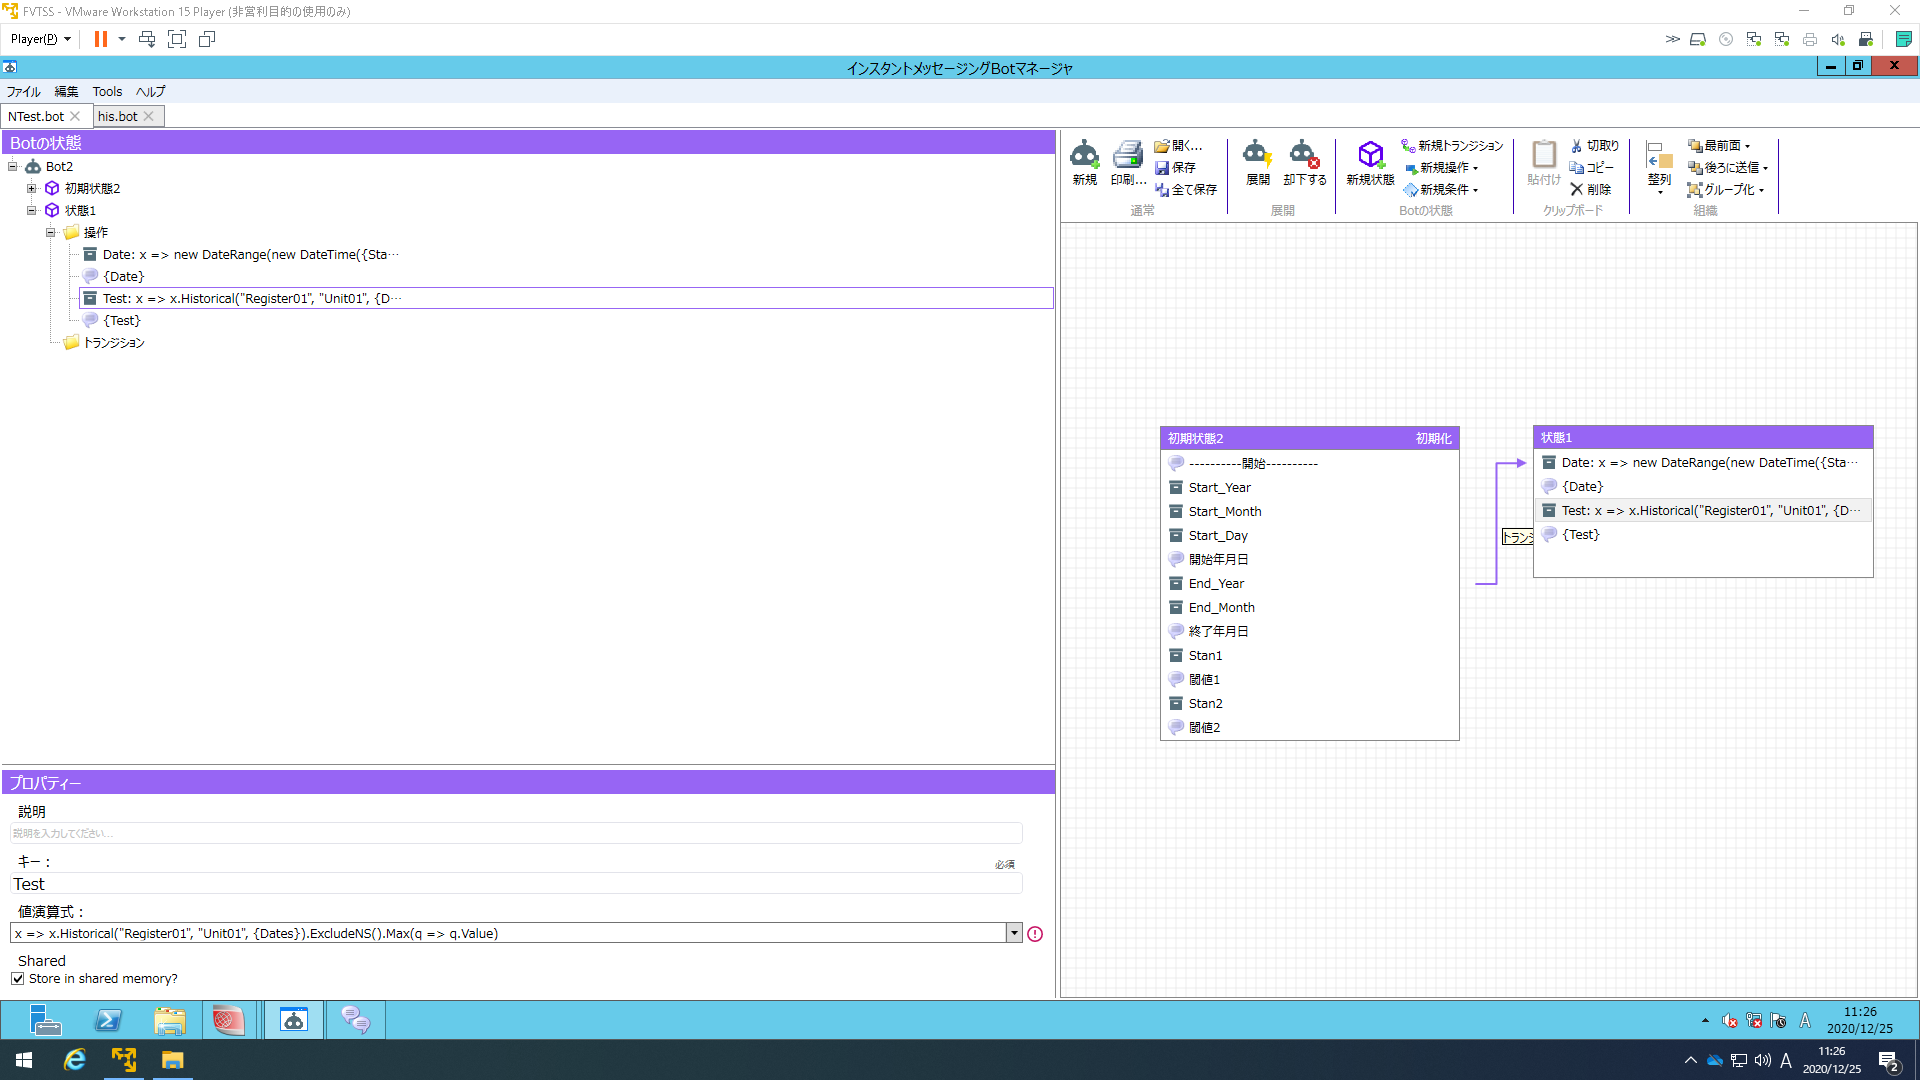 FVTSS - VMware Workstation 15 Player (非営利目的の使用のみ)
Player(P)
インスタントメッセージングBotマネージャ
ファイル 編集 Tools ヘルプ
NTest.bot his.bot
Botの状態
Bot2
初期状態2
状態1
操作
Date: x => new DateRange(new DateTime({Sta…
{Date}
Test: x => x.Historical("Register01", "Unit01", {D…
{Test}
トランジション
プロパティー
説明
説明を入力してください...
キー： 必須
Test
値演算式：
x => x.Historical("Register01", "Unit01", {Dates}).ExcludeNS().Max(q => q.Value)
Shared
Store in shared memory?
新規 印刷... 開く... 保存 全て保存
通常
展開 却下する
展開
新規状態 新規トランジション 新規操作 新規条件
Botの状態
貼付け 切取り コピー 削除
クリップボード
整列 最前面 後ろに送信 グループ化
組織
初期状態2 初期化
----------開始----------
Start_Year
Start_Month
Start_Day
開始年月日
End_Year
End_Month
終了年月日
Stan1
閾値1
Stan2
閾値2
トランジ
状態1
Date: x => new DateRange(new DateTime({Sta…
{Date}
Test: x => x.Historical("Register01", "Unit01", {D…
{Test}
A 11:26
2020/12/25
A 11:26
2020/12/25
2